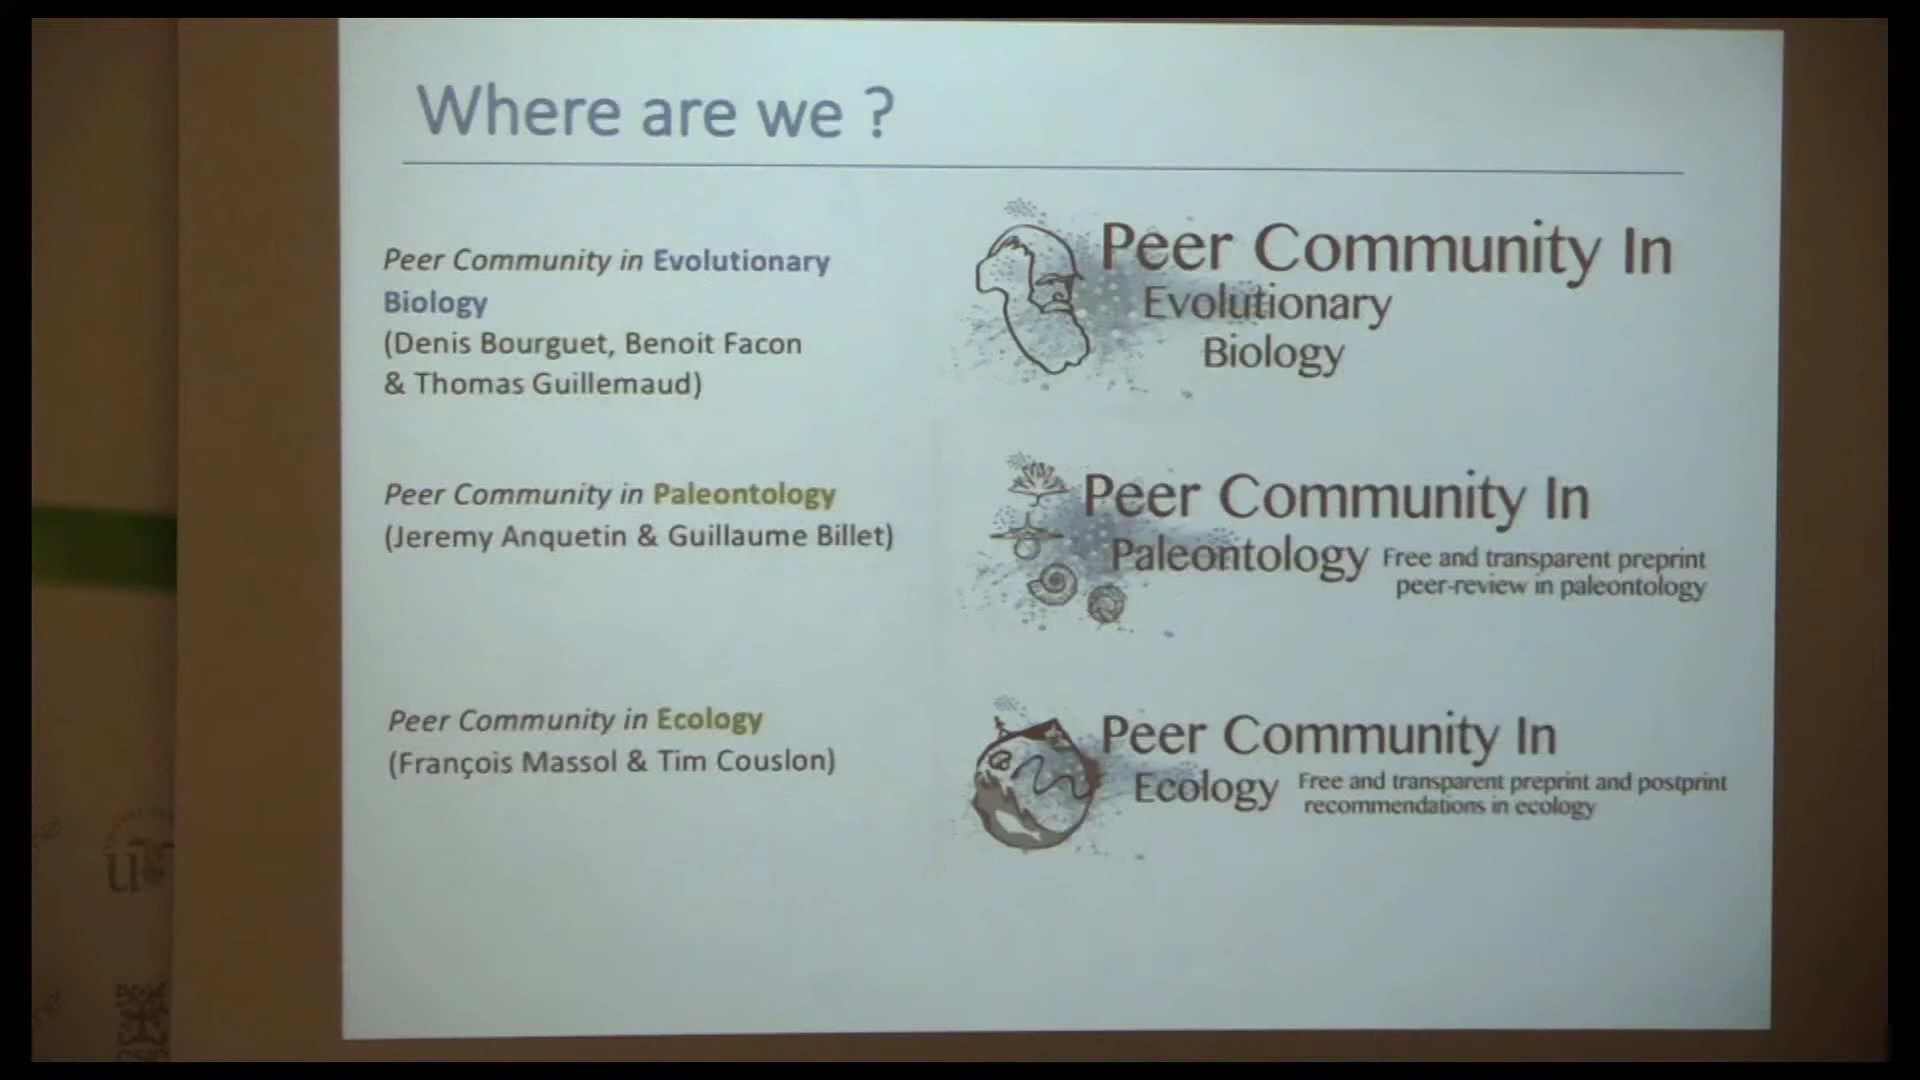 Where are we ?
Peer Community in Evolutionary
Biology
(Denis Bourguet, Benoit Facon
& Thomas Guillemaud)
Peer Community In
Evolutionary
Biology
Peer Community in Paleontology
(Jeremy Anquetin & Guillaume Billet)
Peer Community In
Paleontology Free and transparent preprint
peer-review in paleontology
Peer Community in Ecology
(François Massol & Tim Couslon)
Peer Community In
Ecology Free and transparent preprint and postprint
recommendations in ecology